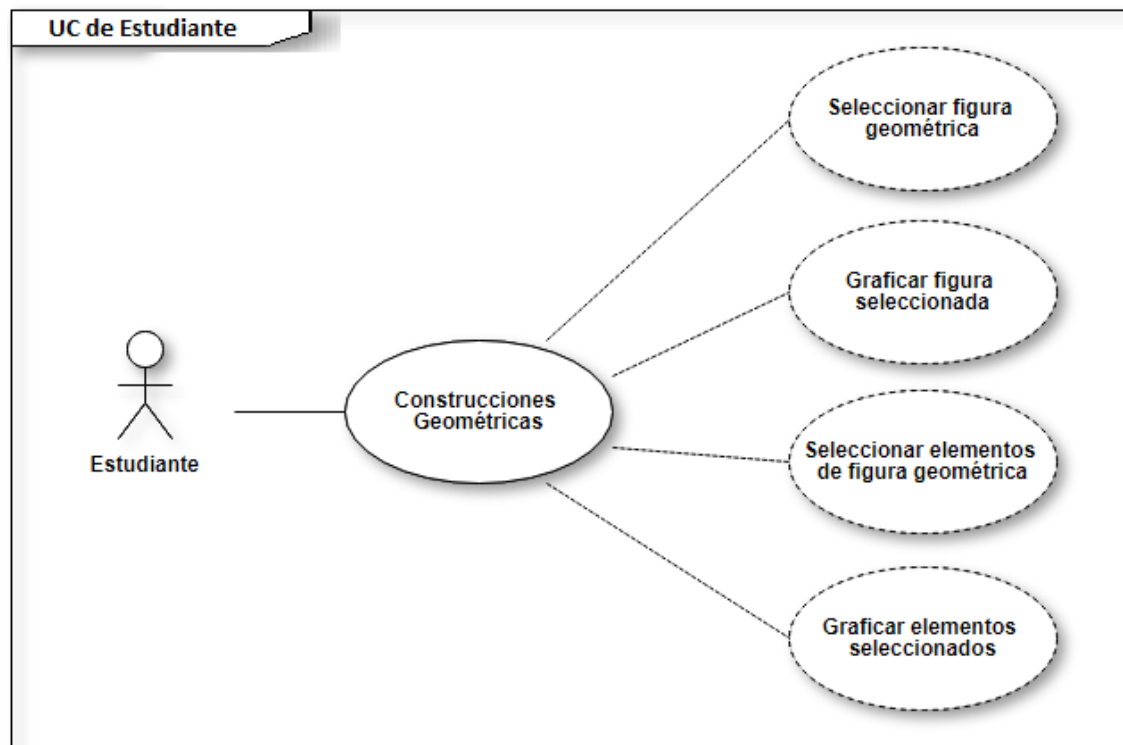 UC de Estudiante
Seleccionar figura
geométrica
Graficar figura
seleccionada
Construcciones
Geométricas
Seleccionar elementos
de figura geométrica
Estudiante
Graficar elementos
seleccionados